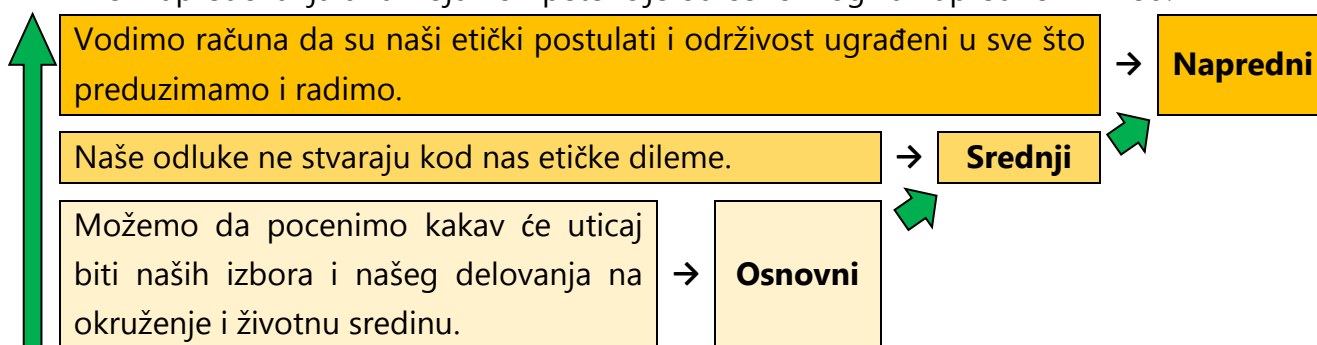 Vodimo računa da su naši etički postulati i održivost ugrađeni u sve što
preduzimamo i radimo.
→
Napredni
Naše odluke ne stvaraju kod nas etičke dileme.
→
Srednji
Možemo da pocenimo kakav će uticaj
biti naših izbora i našeg delovanja na
okruženje i životnu sredinu.
→
Osnovni